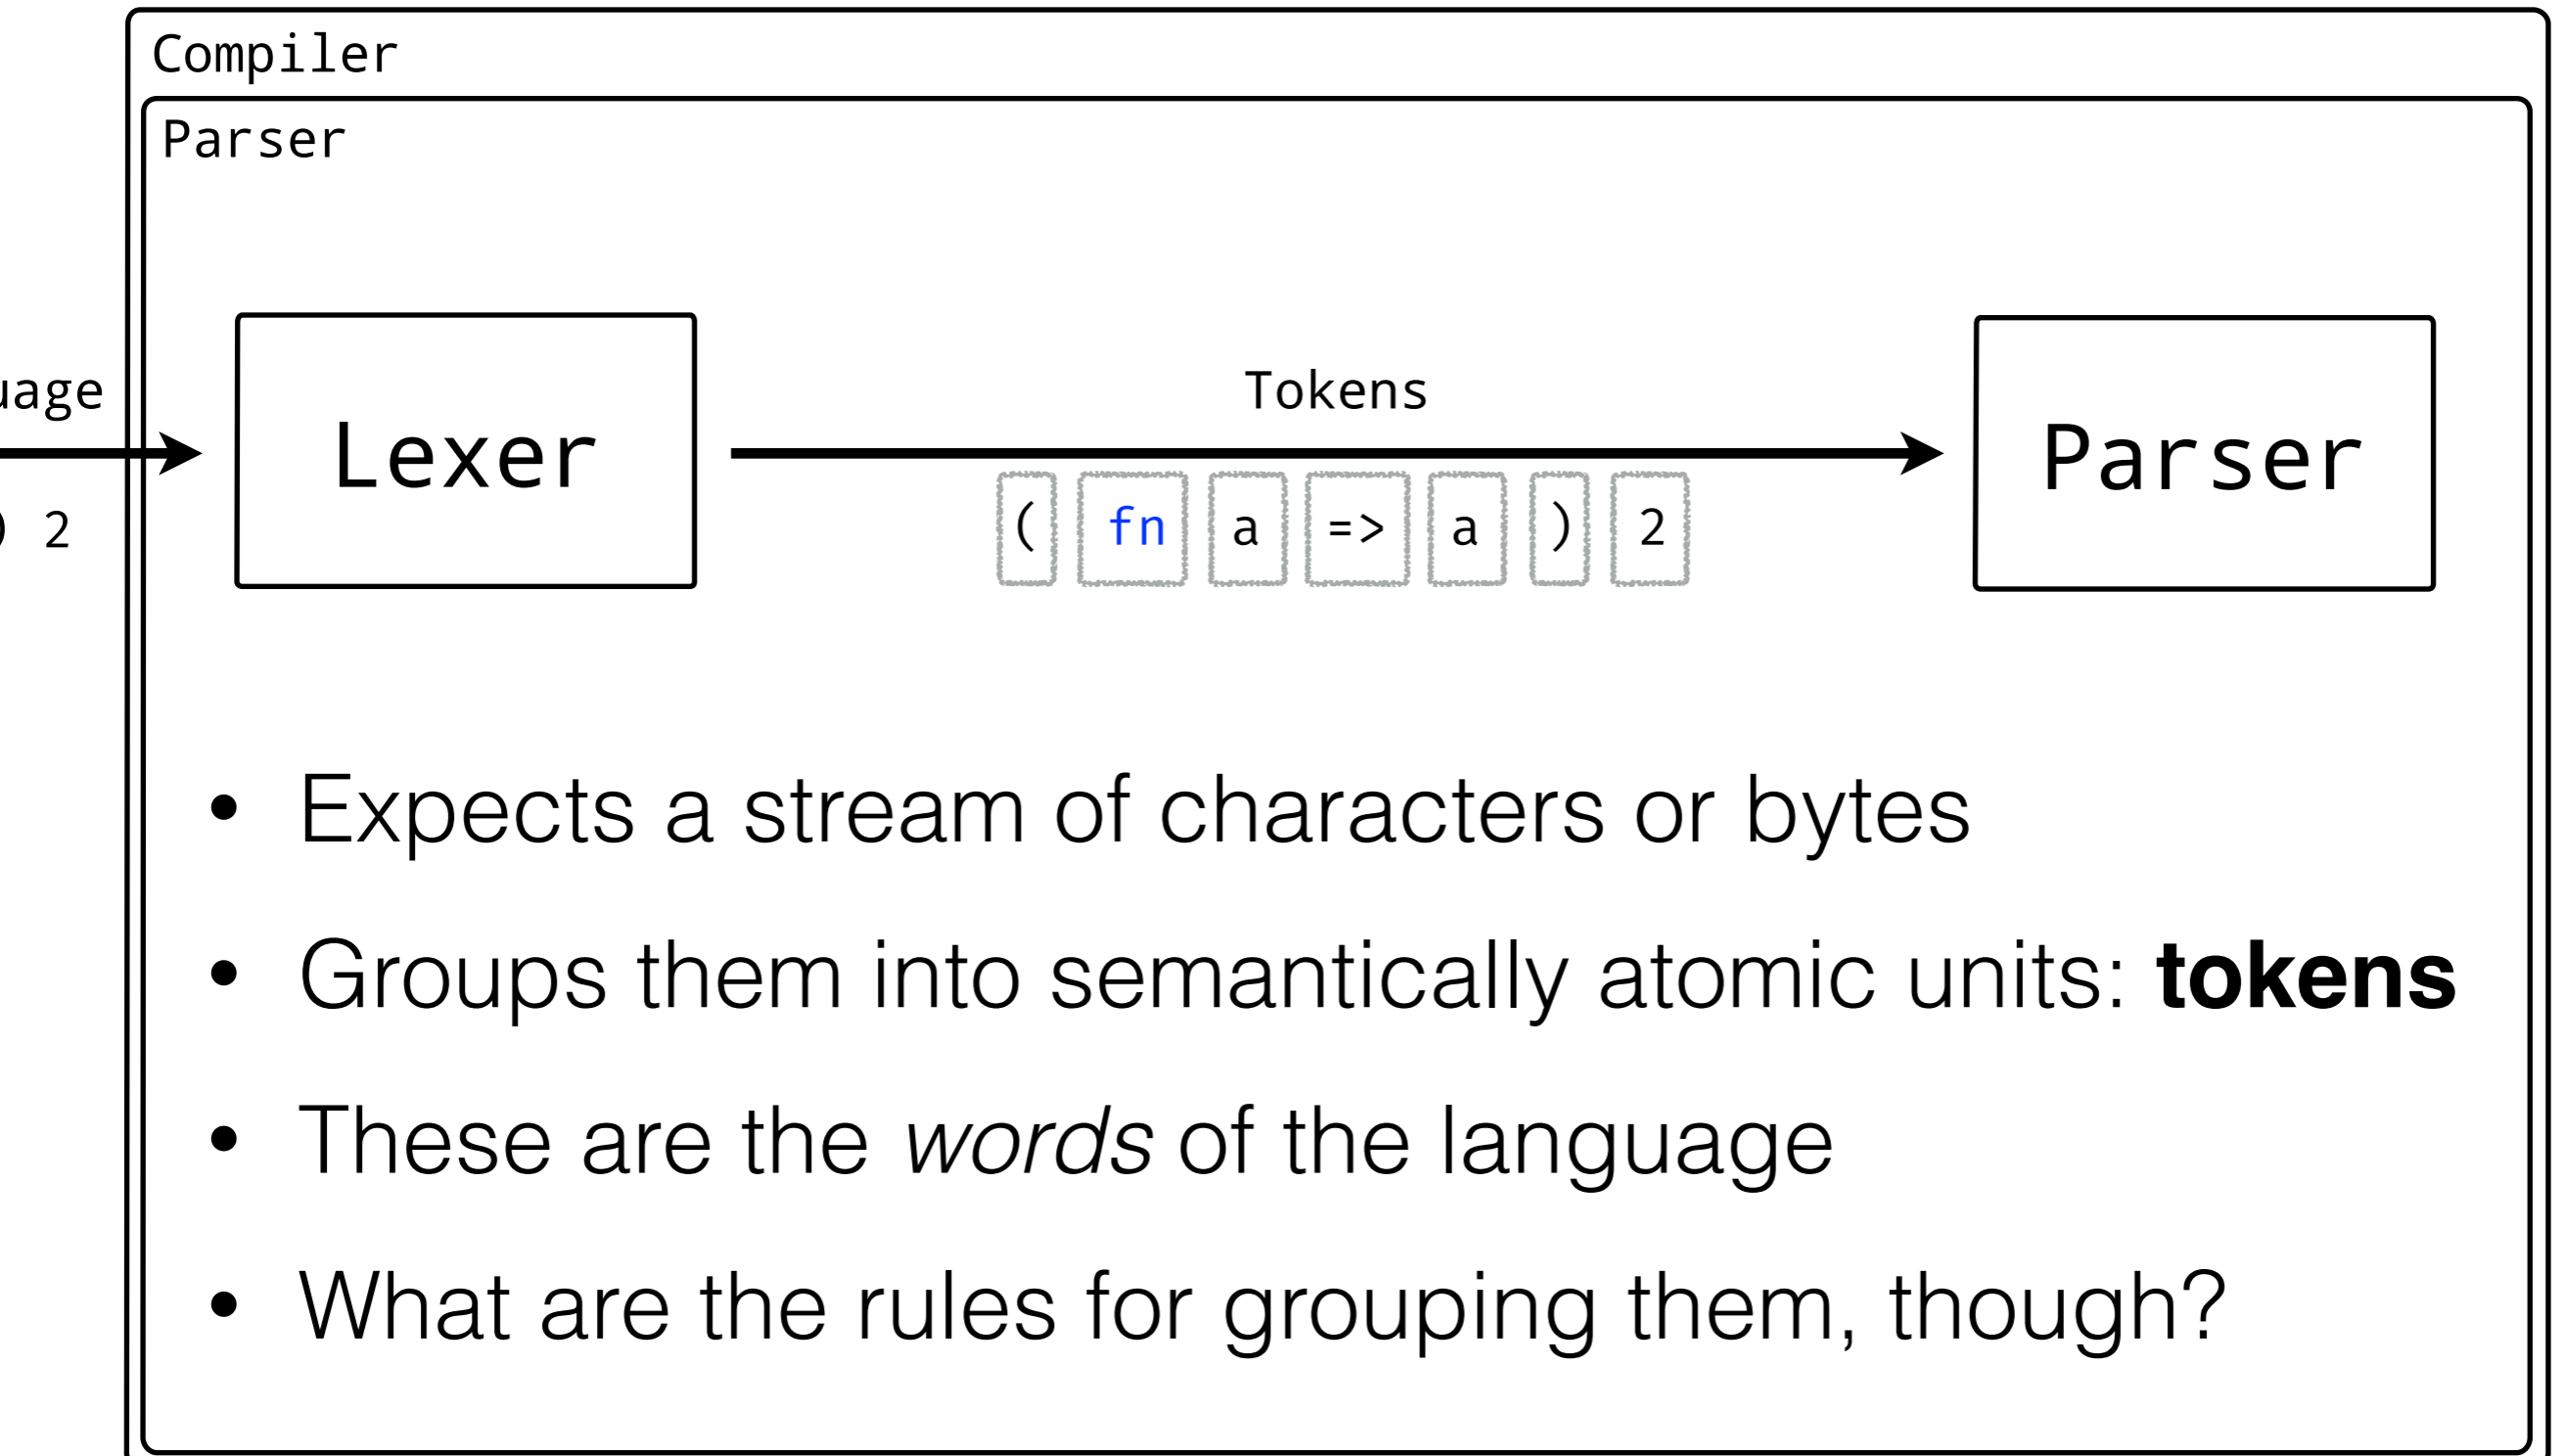 Compiler
Parser
Tokens
Lexer
Parser
( fn a => a ) 2
) 2
• Expects a stream of characters or bytes
• Groups them into semantically atomic units: tokens
• These are the words of the language
• What are the rules for grouping them, though?